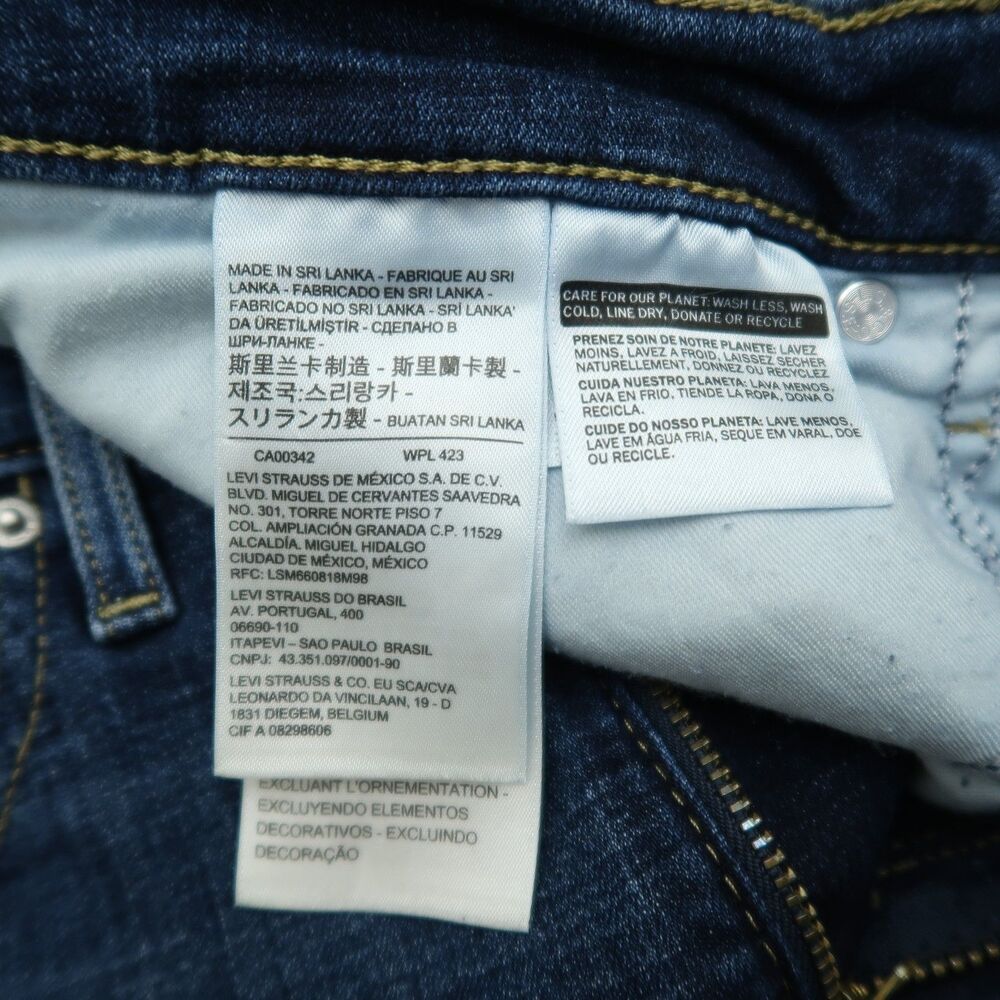 MADE IN SRI LANKA - FABRIQUE AU SRI
LANKA - FABRICADO EN SRI LANKA -
FABRICADO NO SRI LANKA - SRİ LANKA'
DA ÜRETİLMİŞTİR - СДЕЛАНО В
ШРИ-ЛАНКЕ -
斯里兰卡制造 - 斯里蘭卡製 -
제조국:스리랑카 -
スリランカ製 - BUATAN SRI LANKA
CA00342 WPL 423
LEVI STRAUSS DE MÉXICO S.A. DE C.V.
BLVD. MIGUEL DE CERVANTES SAAVEDRA
NO. 301, TORRE NORTE PISO 7
COL. AMPLIACIÓN GRANADA C.P. 11529
ALCALDÍA. MIGUEL HIDALGO
CIUDAD DE MÉXICO, MÉXICO
RFC: LSM660818M98
LEVI STRAUSS DO BRASIL
AV. PORTUGAL, 400
06690-110
ITAPEVI – SAO PAULO BRASIL
CNPJ: 43.351.097/0001-90
LEVI STRAUSS & CO. EU SCA/CVA
LEONARDO DA VINCILAAN, 19 - D
1831 DIEGEM, BELGIUM
CIF A 08298606
EXCLUANT L'ORNEMENTATION -
EXCLUYENDO ELEMENTOS
DECORATIVOS - EXCLUINDO
DECORAÇÃO
CARE FOR OUR PLANET: WASH LESS, WASH
COLD, LINE DRY, DONATE OR RECYCLE
PRENEZ SOIN DE NOTRE PLANETE: LAVEZ
MOINS, LAVEZ A FROID, LAISSEZ SECHER
NATURELLEMENT, DONNEZ OU RECYCLEZ
CUIDA NUESTRO PLANETA: LAVA MENOS,
LAVA EN FRIO, TIENDE LA ROPA, DONA O
RECICLA.
CUIDE DO NOSSO PLANETA: LAVE MENOS,
LAVE EM ÁGUA FRIA, SEQUE EM VARAL, DOE
OU RECICLE.